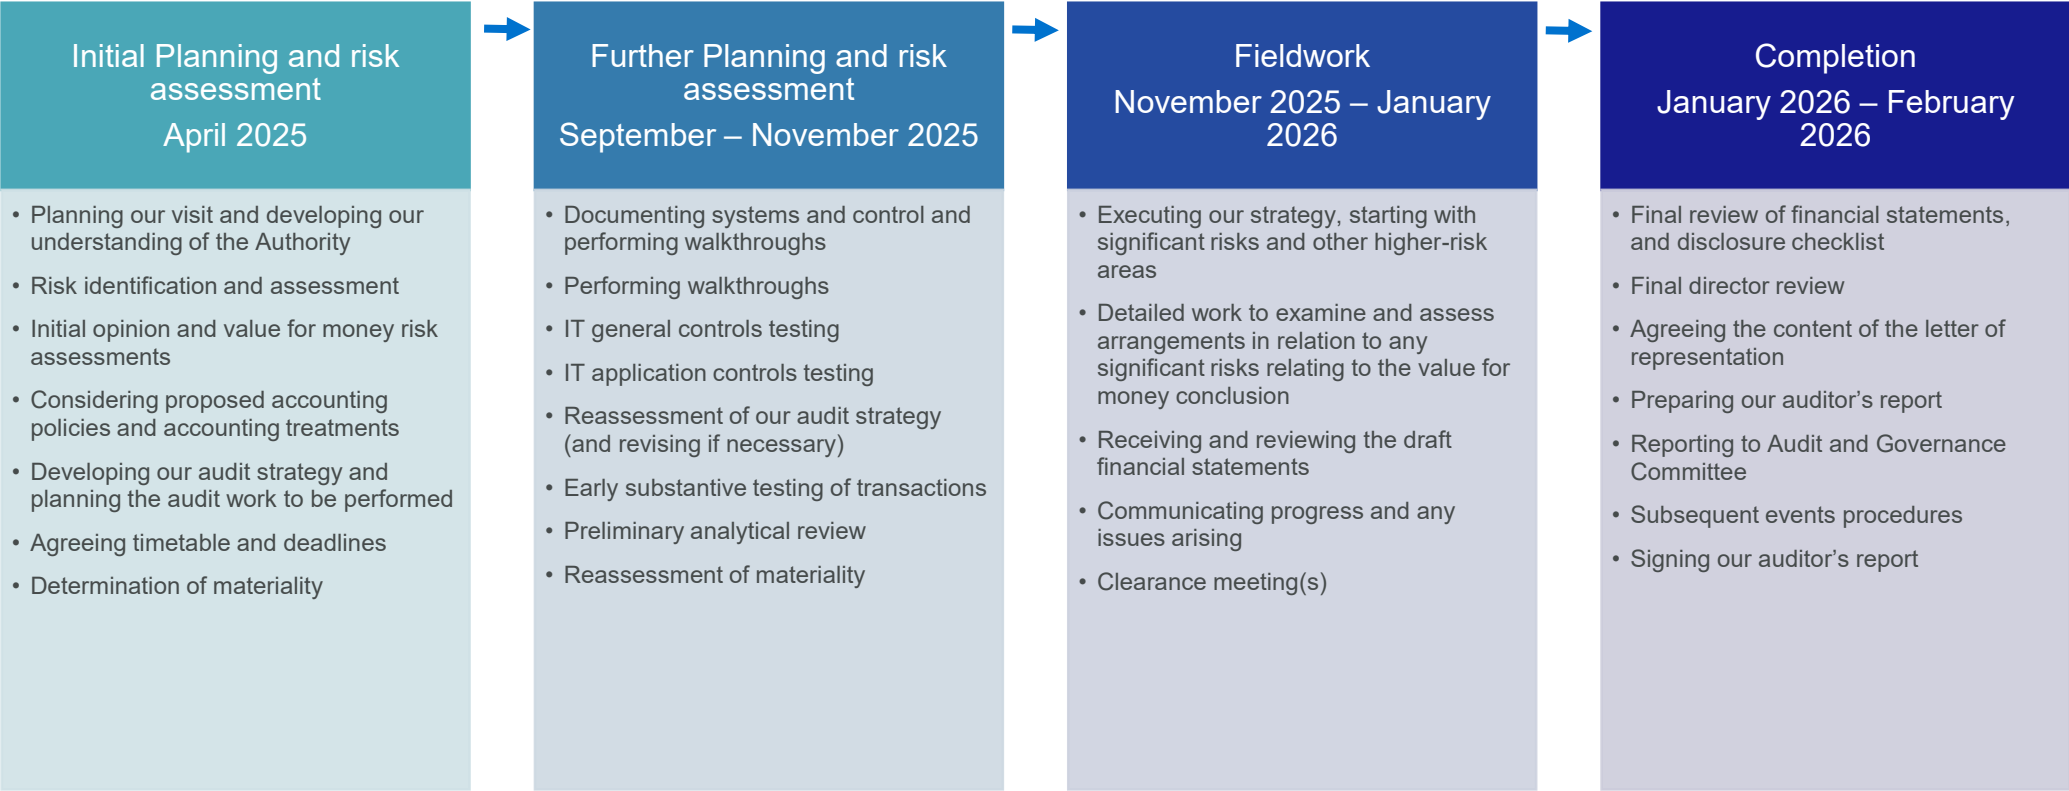 Initial Planning and risk
assessment
April 2025
• Planning our visit and developing our
understanding of the Authority
• Risk identification and assessment
• Initial opinion and value for money risk
assessments
• Considering proposed accounting
policies and accounting treatments
• Developing our audit strategy and
planning the audit work to be performed
• Agreeing timetable and deadlines
• Determination of materiality
Further Planning and risk
assessment
September – November 2025
• Documenting systems and control and
performing walkthroughs
• Performing walkthroughs
• IT general controls testing
• IT application controls testing
• Reassessment of our audit strategy
(and revising if necessary)
• Early substantive testing of transactions
• Preliminary analytical review
• Reassessment of materiality
Fieldwork
November 2025 – January
2026
• Executing our strategy, starting with
significant risks and other higher-risk
areas
• Detailed work to examine and assess
arrangements in relation to any
significant risks relating to the value for
money conclusion
• Receiving and reviewing the draft
financial statements
• Communicating progress and any
issues arising
• Clearance meeting(s)
Completion
January 2026 – February
2026
• Final review of financial statements,
and disclosure checklist
• Final director review
• Agreeing the content of the letter of
representation
• Preparing our auditor’s report
• Reporting to Audit and Governance
Committee
• Subsequent events procedures
• Signing our auditor’s report